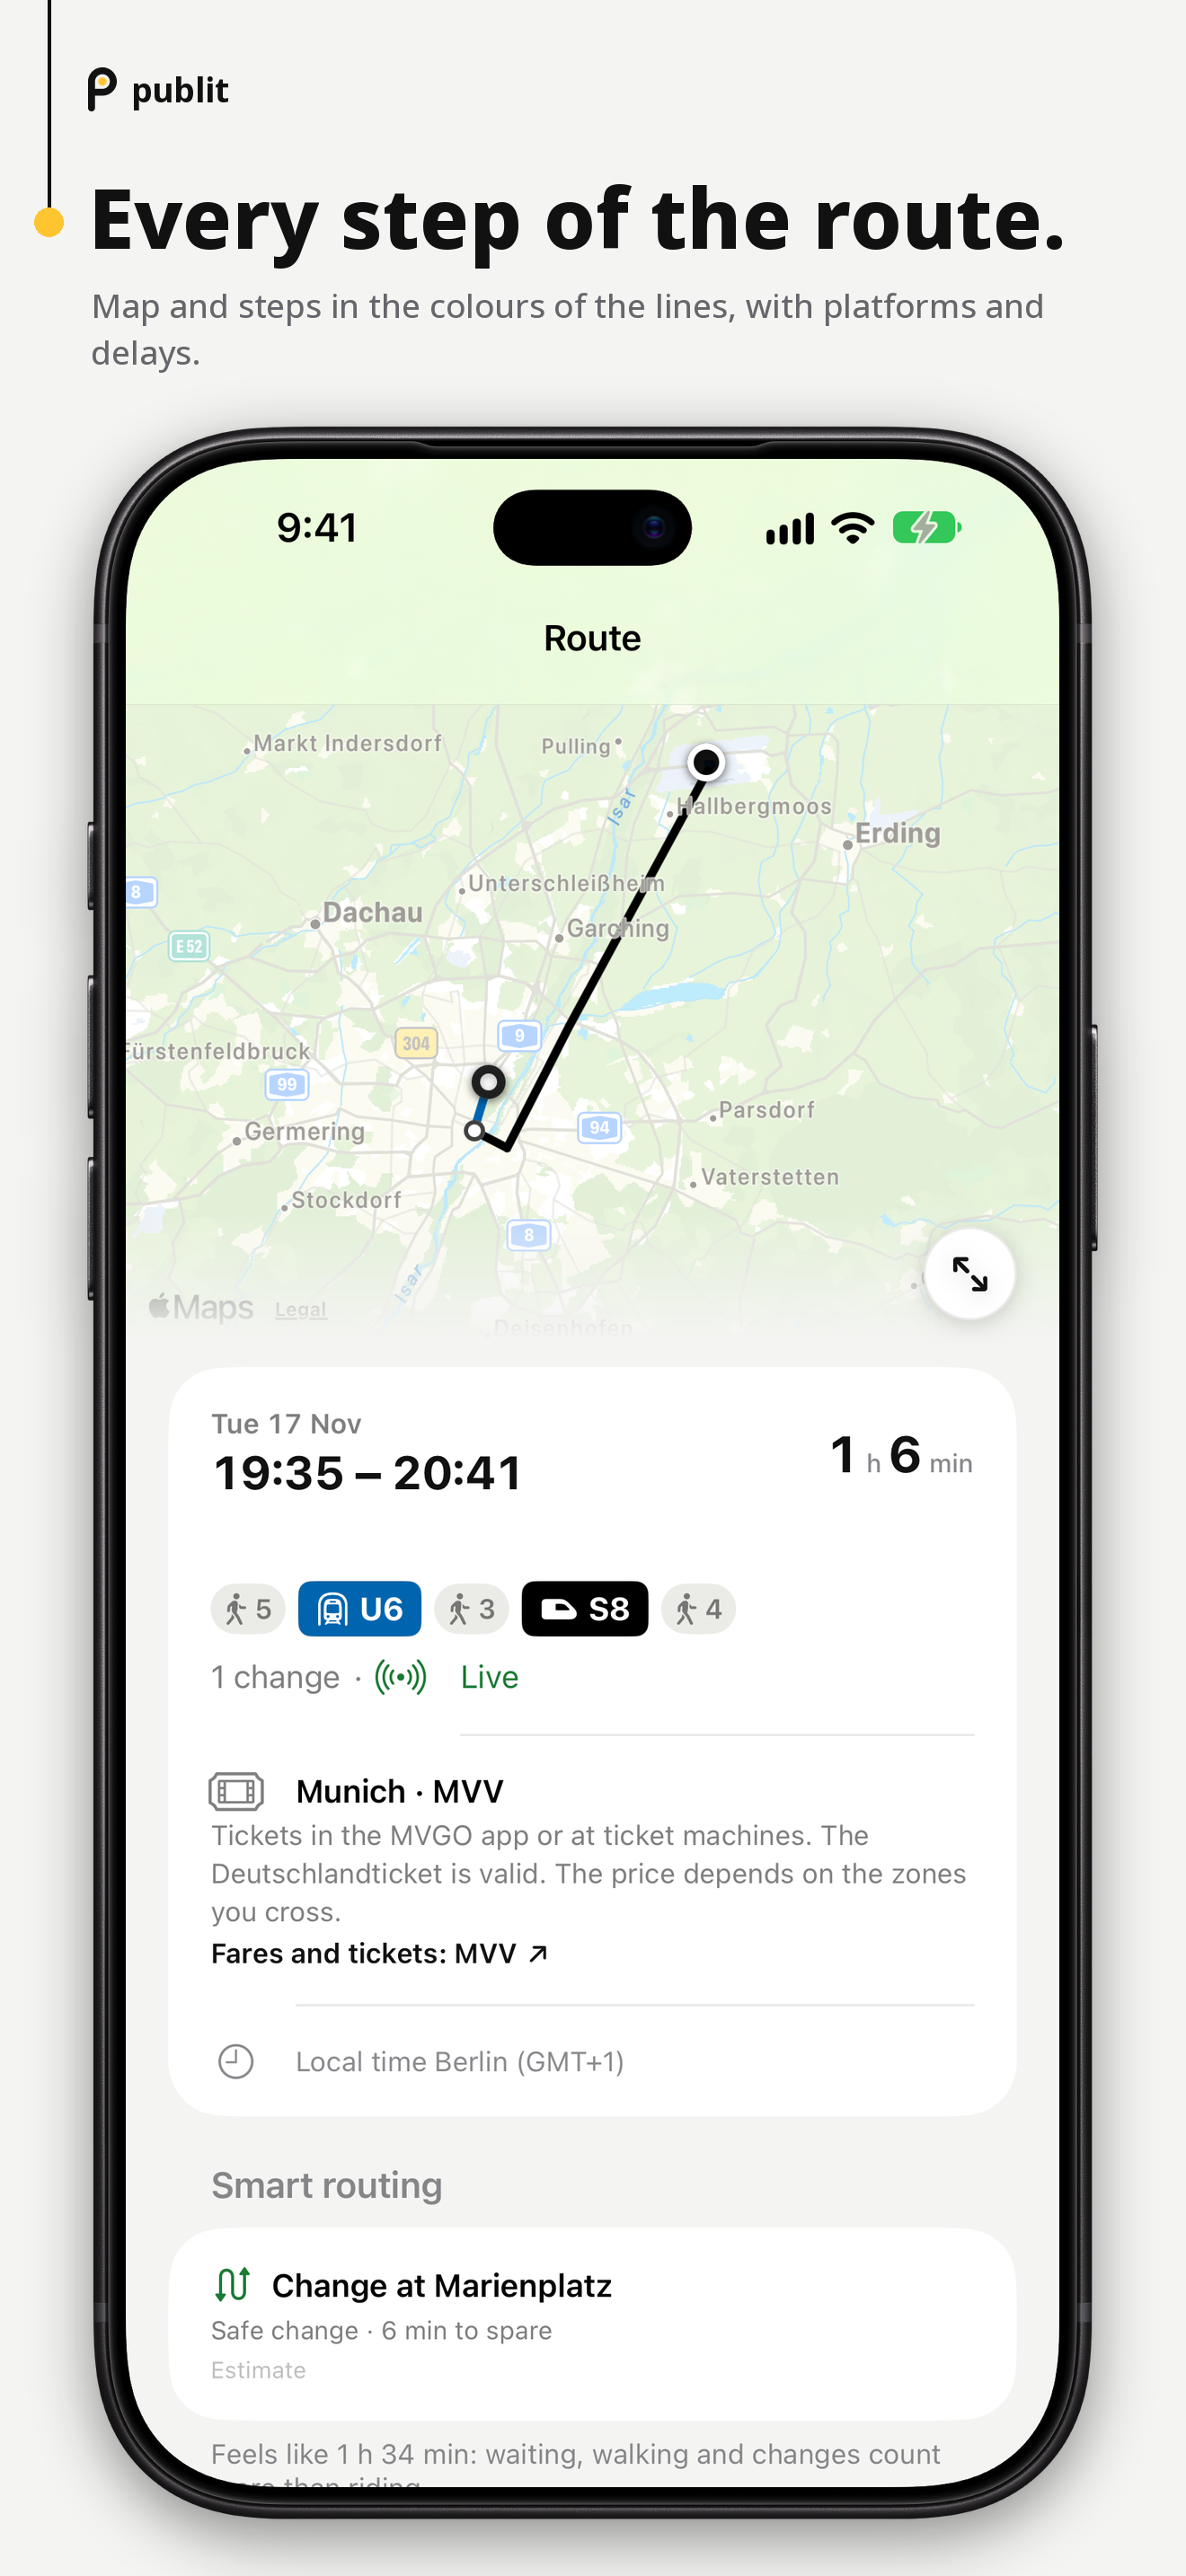 publit
Every step of the route.
Map and steps in the colours of the lines, with platforms and
delays.
9:41
Route
Markt Indersdorf
Pulling
Isar
Hallbergmoos
Erding
8
Unterschleißheim
Dachau
Garching
E 52
9
304
Fürstenfeldbruck
99
Parsdorf
94
Germering
Vaterstetten
Stockdorf
8
Isar
Maps
Legal
Deisenhofen
Tue 17 Nov
19:35 – 20:41
1 h 6 min
5 U6 3 S8 4
1 change · Live
Munich · MVV
Tickets in the MVGO app or at ticket machines. The
Deutschlandticket is valid. The price depends on the zones
you cross.
Fares and tickets: MVV ↗
Local time Berlin (GMT+1)
Smart routing
Change at Marienplatz
Safe change · 6 min to spare
Estimate
Feels like 1 h 34 min: waiting, walking and changes count
more than riding